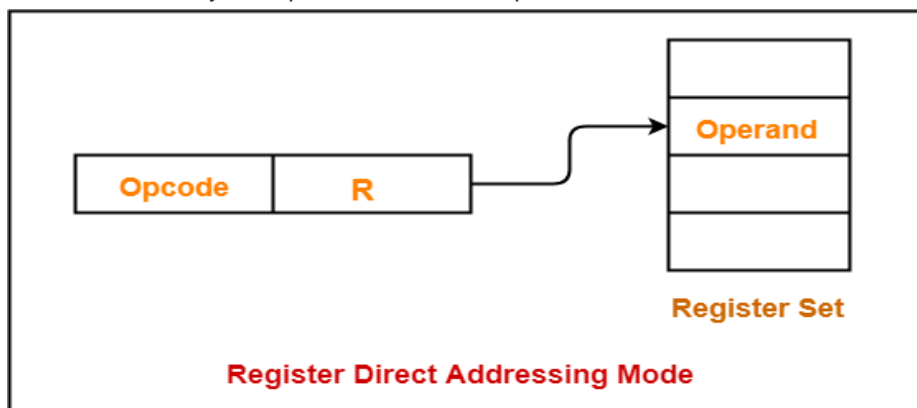 Opcode
R
Operand
Register Set
Register Direct Addressing Mode